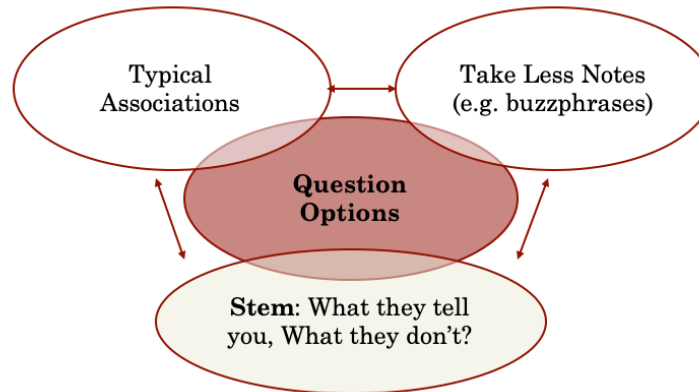 Typical
Associations
Take Less Notes
(e.g. buzzphrases)
Question
Options
Stem: What they tell
you, What they don't?